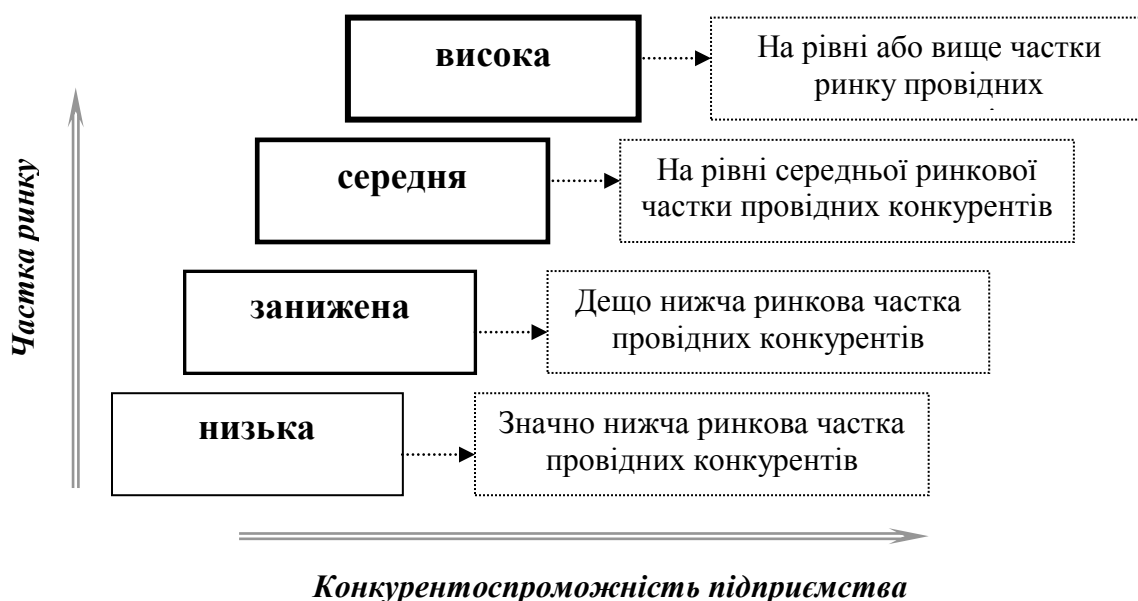 висока
На рівні або вище частки
ринку провідних
середня
На рівні середньої ринкової
частки провідних конкурентів
занижена
Дещо нижча ринкова частка
провідних конкурентів
низька
Значно нижча ринкова частка
провідних конкурентів
Частка ринку
Конкурентоспроможність підприємства